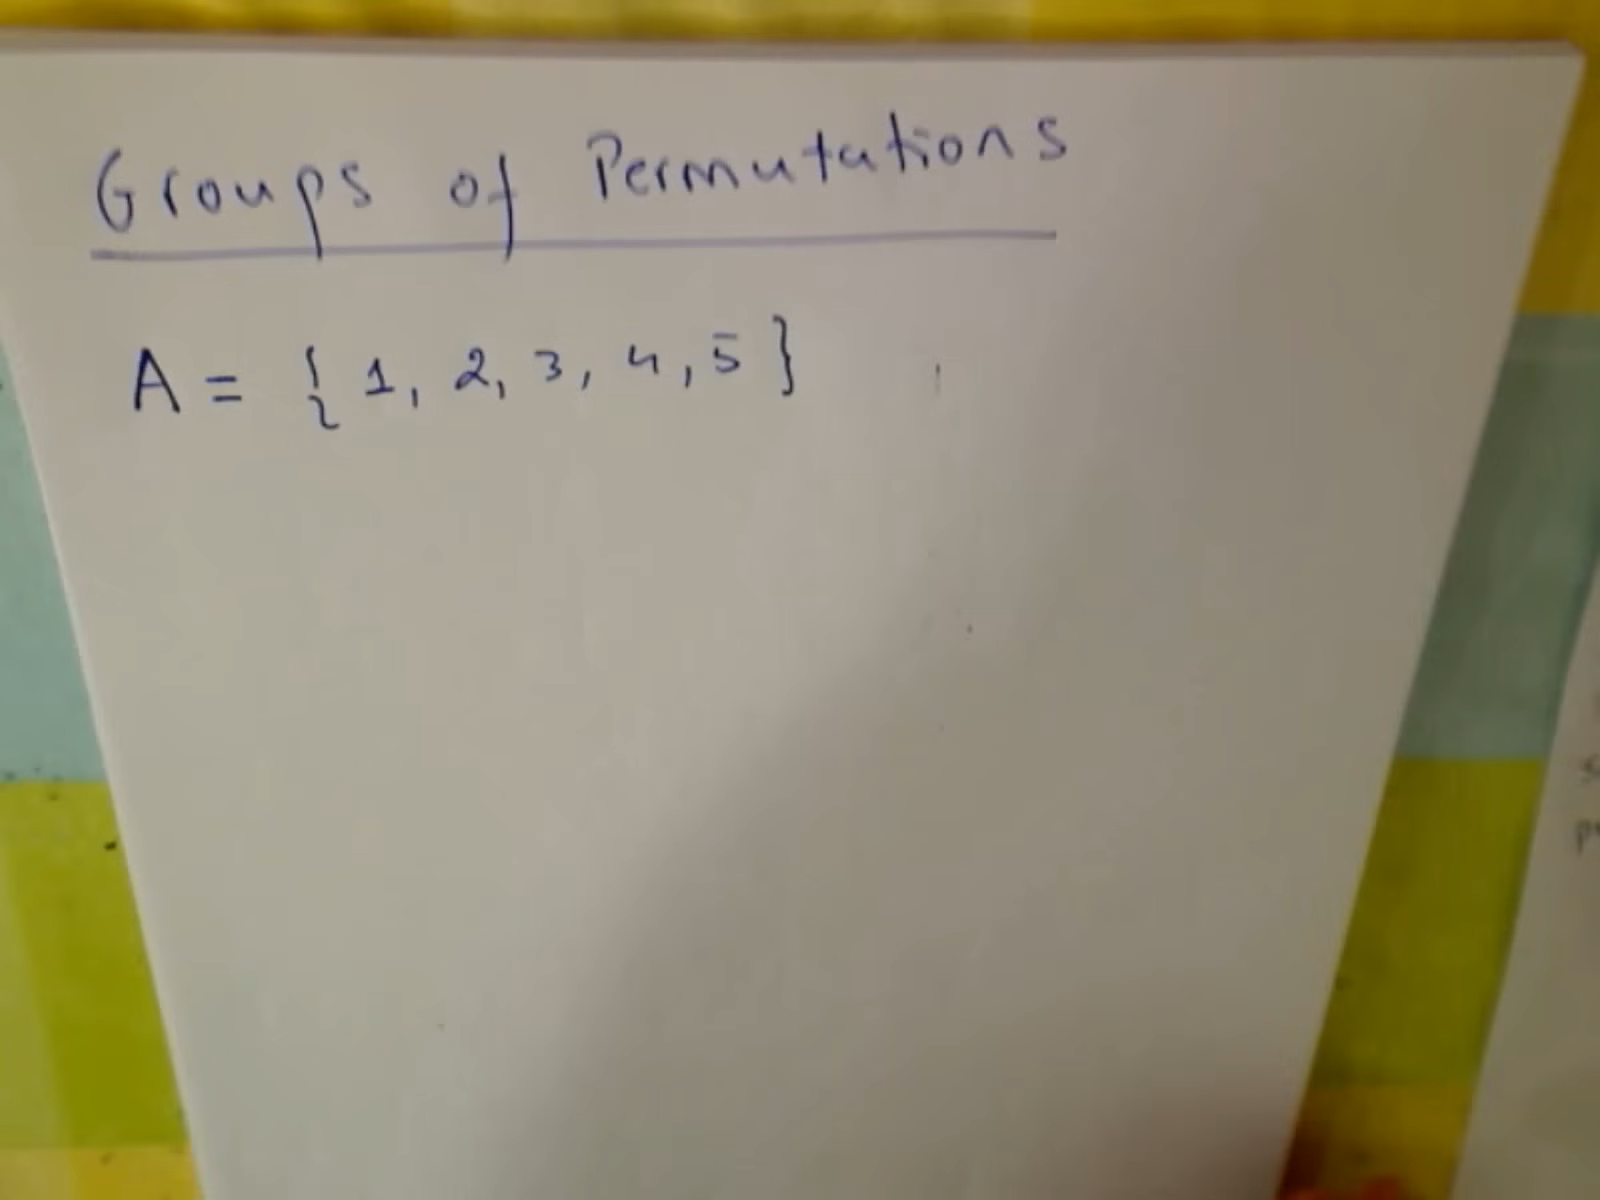 Groups of Permutations
A = { 1, 2, 3, 4, 5 }